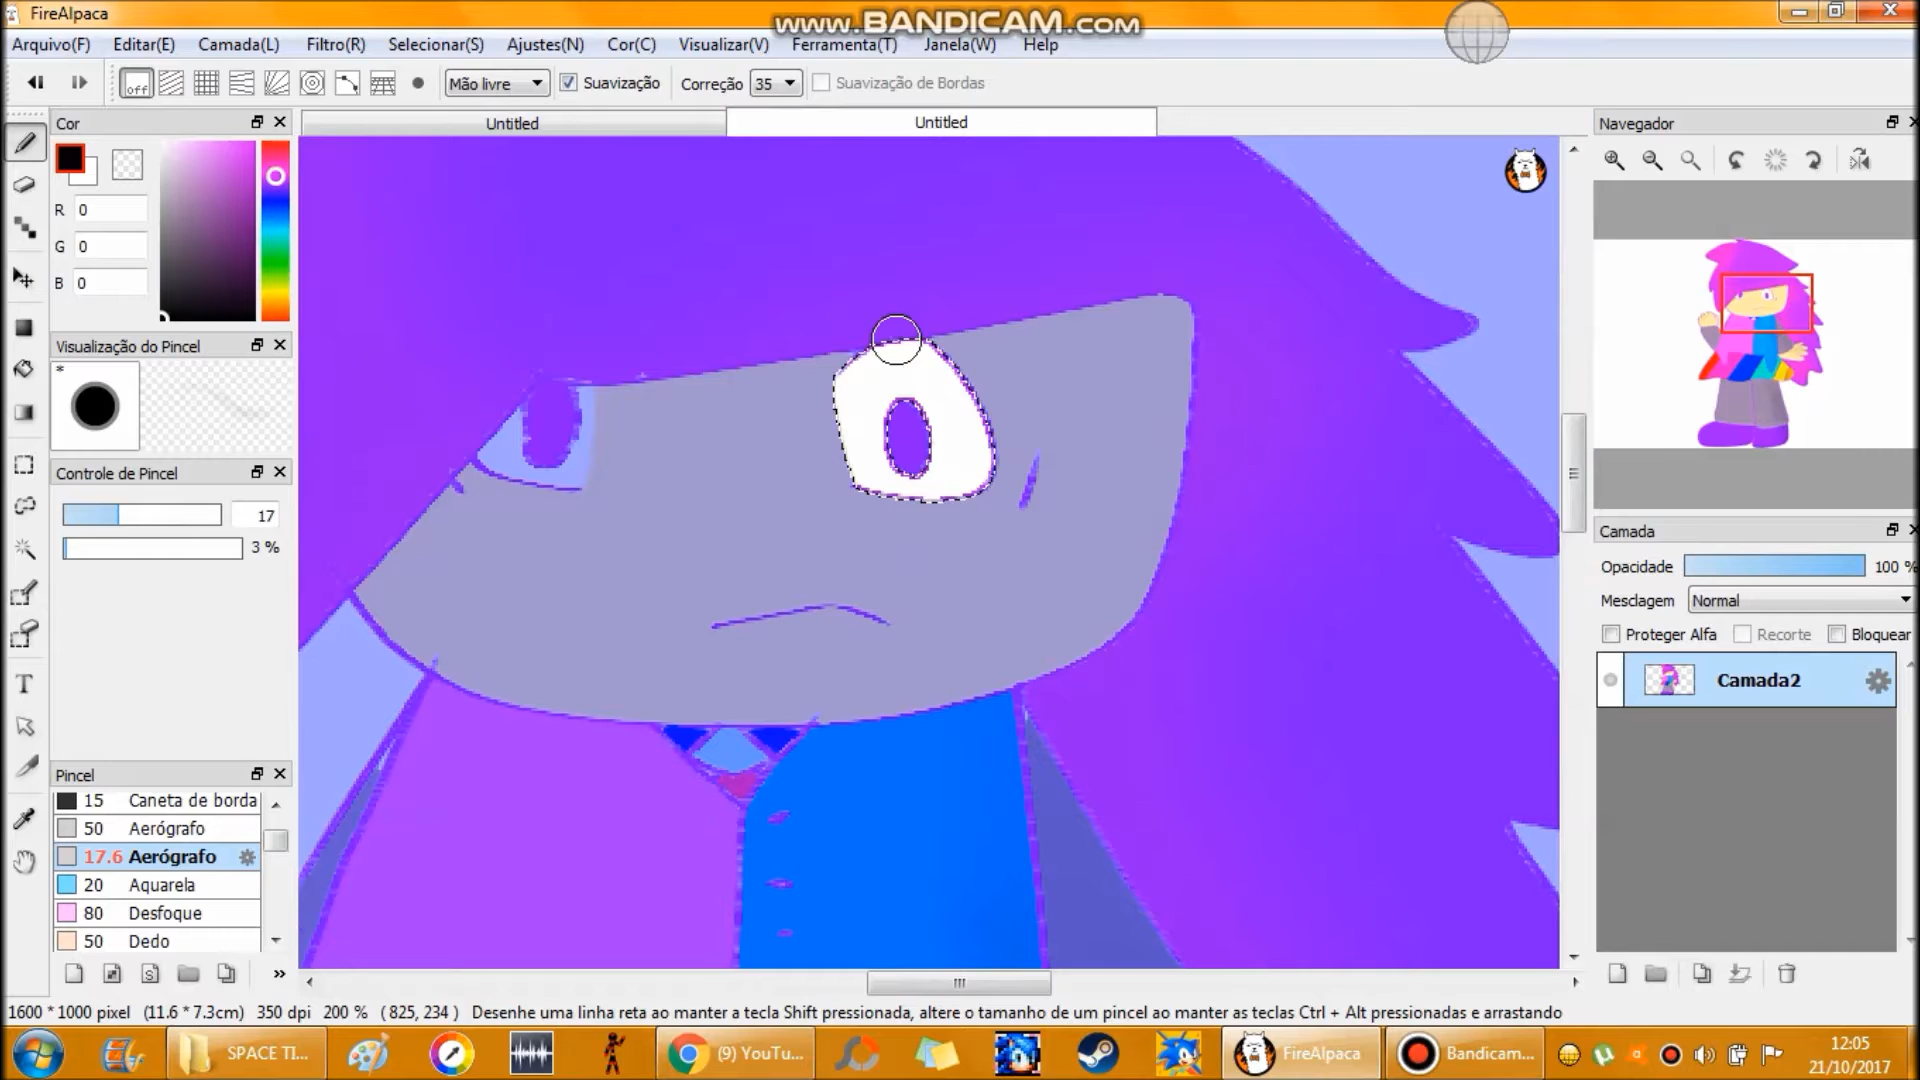 FireAlpaca
www.BANDICAM.com
Arquivo(F) Editar(E) Camada(L) Filtro(R) Selecionar(S) Ajustes(N) Cor(C) Visualizar(V) Ferramenta(T) Janela(W) Help
off Mão livre Suavização Correção 35 Suavização de Bordas
Cor
Untitled
Untitled
Navegador
R 0
G 0
B 0
Visualização do Pincel
*
Controle de Pincel
17
3 %
Camada
Opacidade 100 %
Mesclagem Normal
Proteger Alfa Recorte Bloquear
Camada2
T
Pincel
15 Caneta de borda
50 Aerógrafo
17.6 Aerógrafo
20 Aquarela
80 Desfoque
50 Dedo
S
1600 * 1000 pixel (11.6 * 7.3cm) 350 dpi 200 % ( 825, 234 ) Desenhe uma linha reta ao manter a tecla Shift pressionada, altere o tamanho de um pincel ao manter as teclas Ctrl + Alt pressionadas e arrastando
SPACE TI... (9) YouTu... FireAlpaca Bandicam...
12:05
21/10/2017